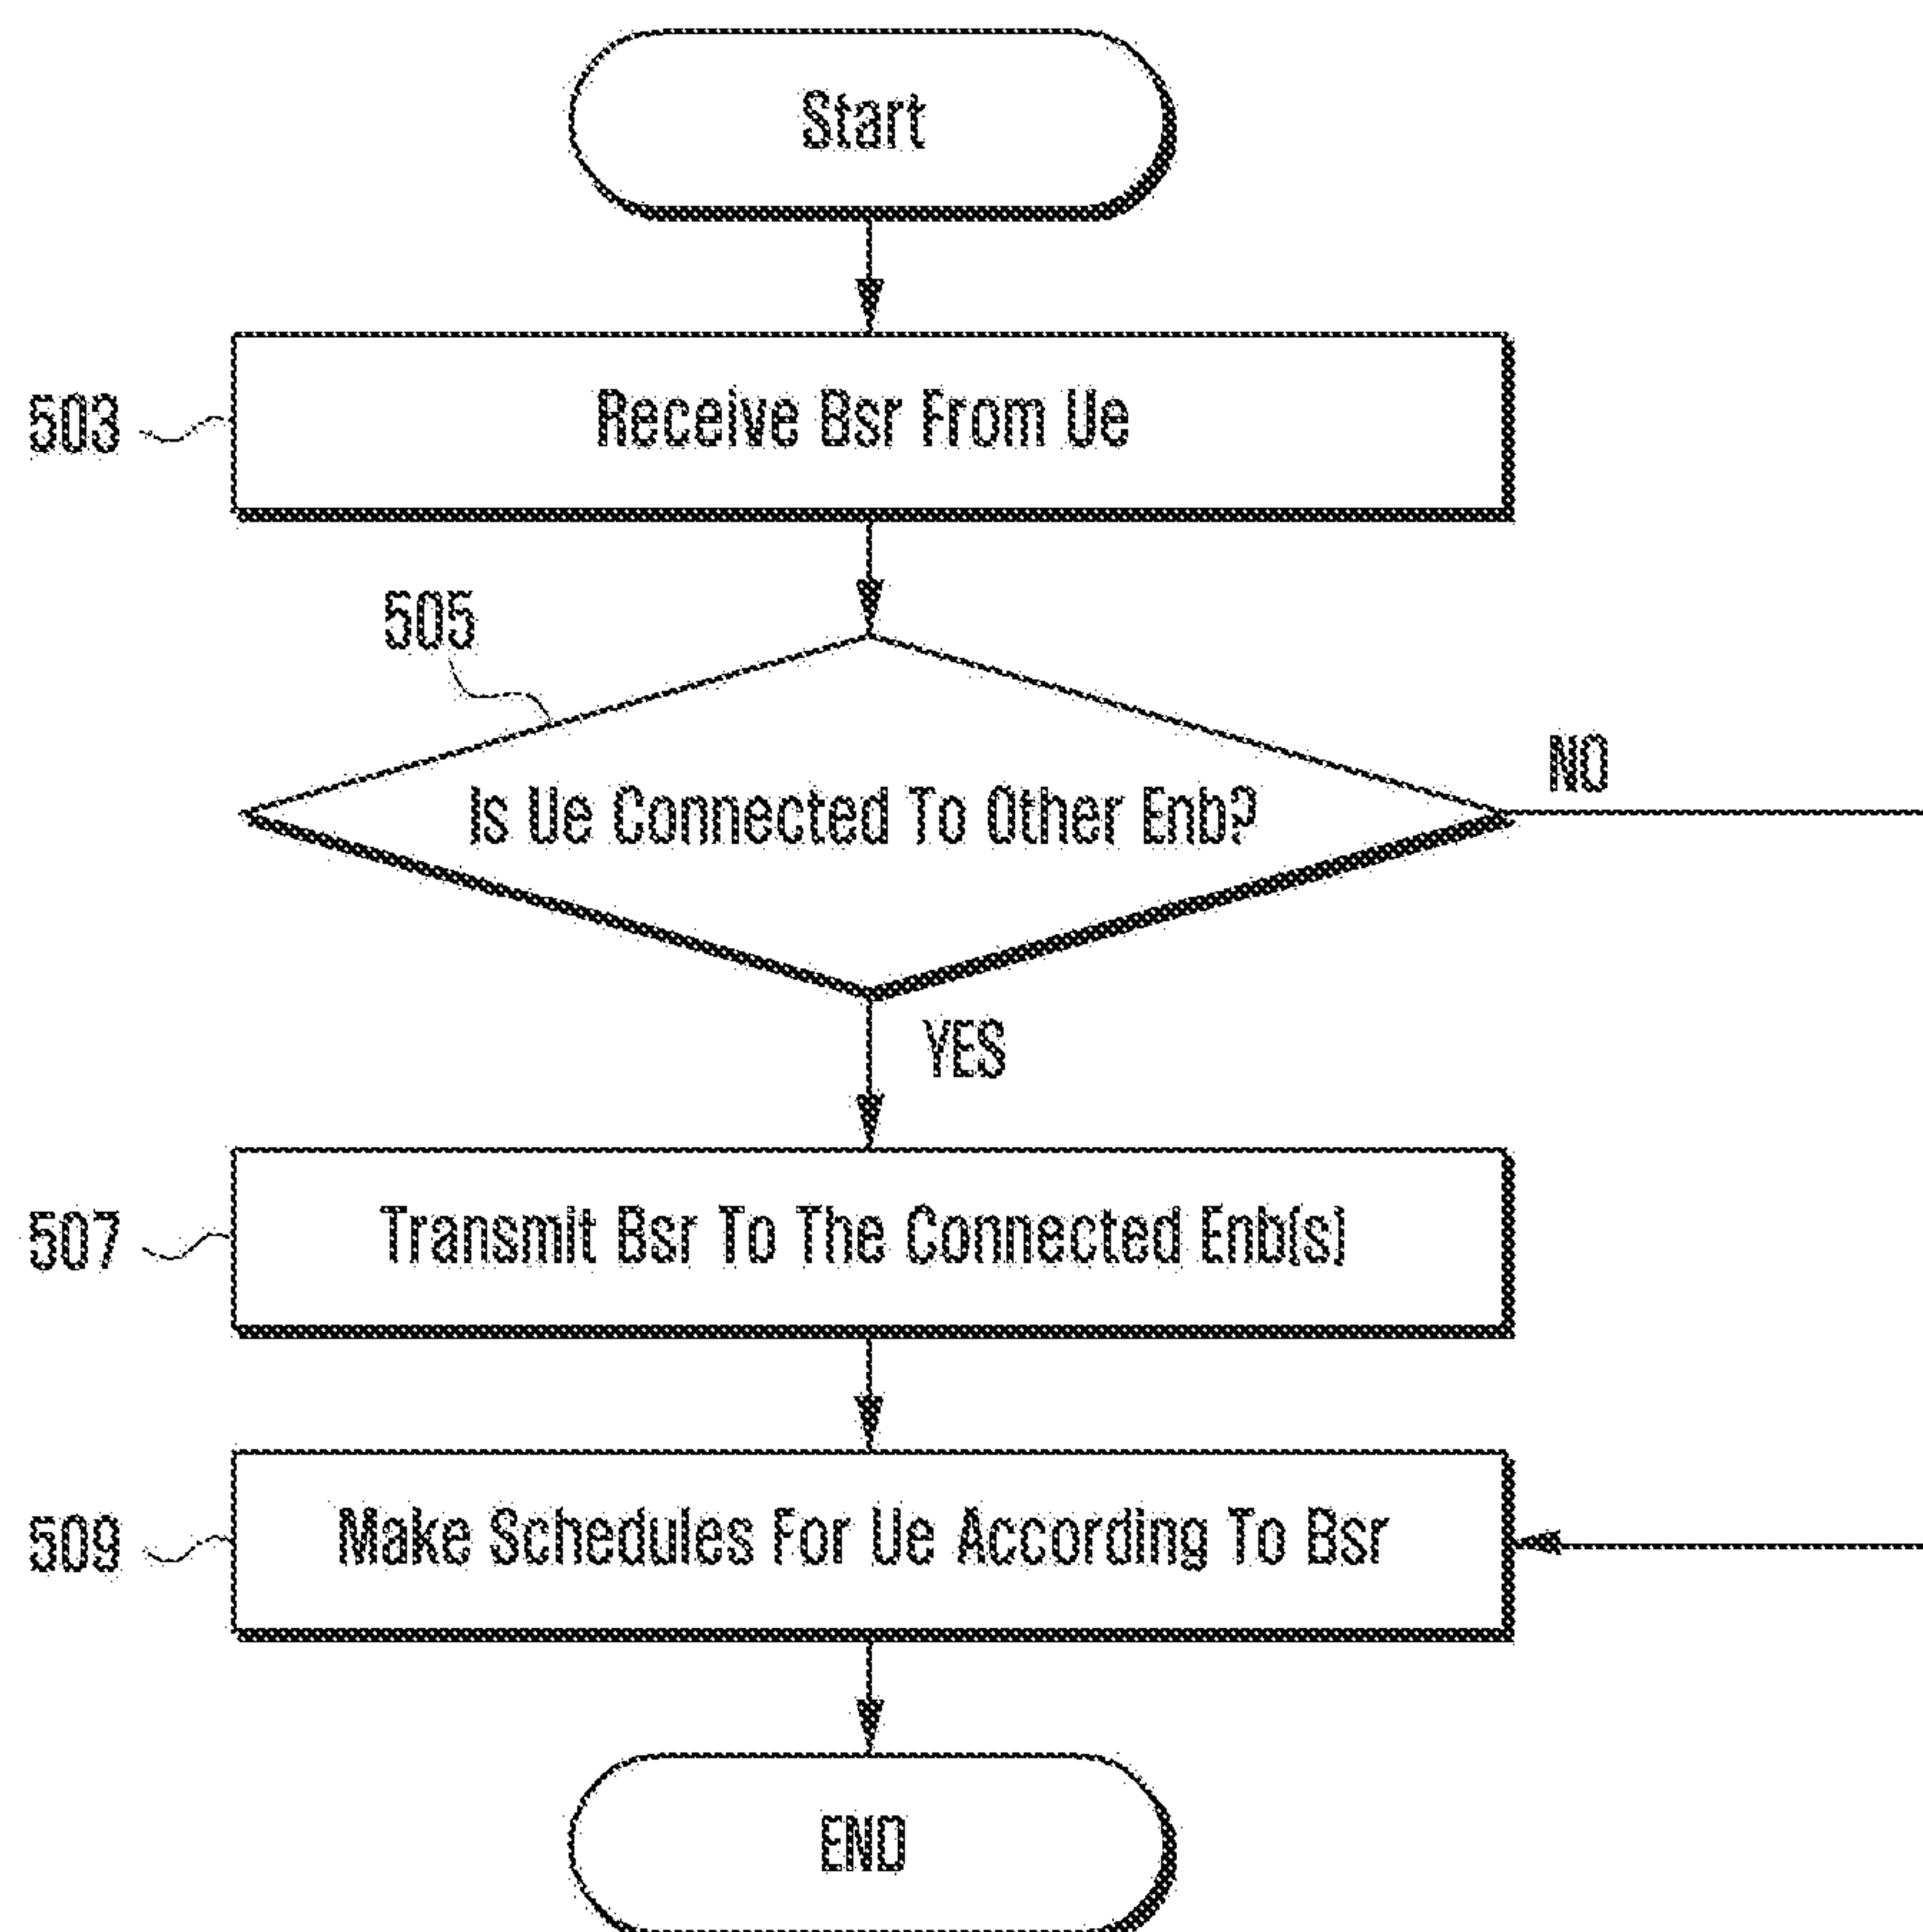 Start
503
Receive Bsr From Ue
505
Is Ue Connected To Other Enb?
NO
YES
507
Transmit Bsr To The Connected Enb(s)
509
Make Schedules For Ue According To Bsr
END